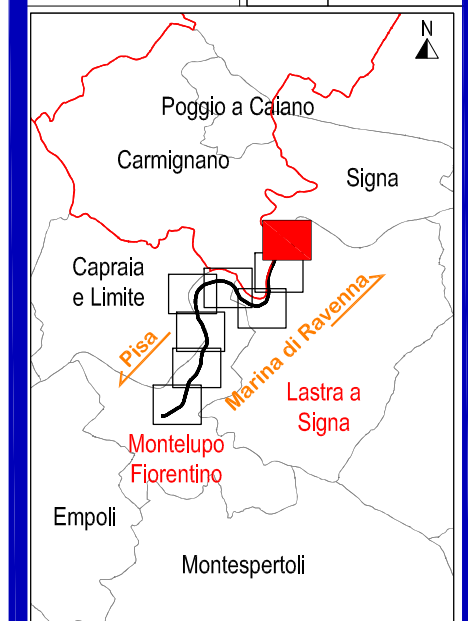 N
Poggio a Caiano
Carmignano
Signa
Capraia
e Limite
Pisa
Marina di Ravenna
Lastra a
Signa
Montelupo
Fiorentino
Empoli
Montespertoli